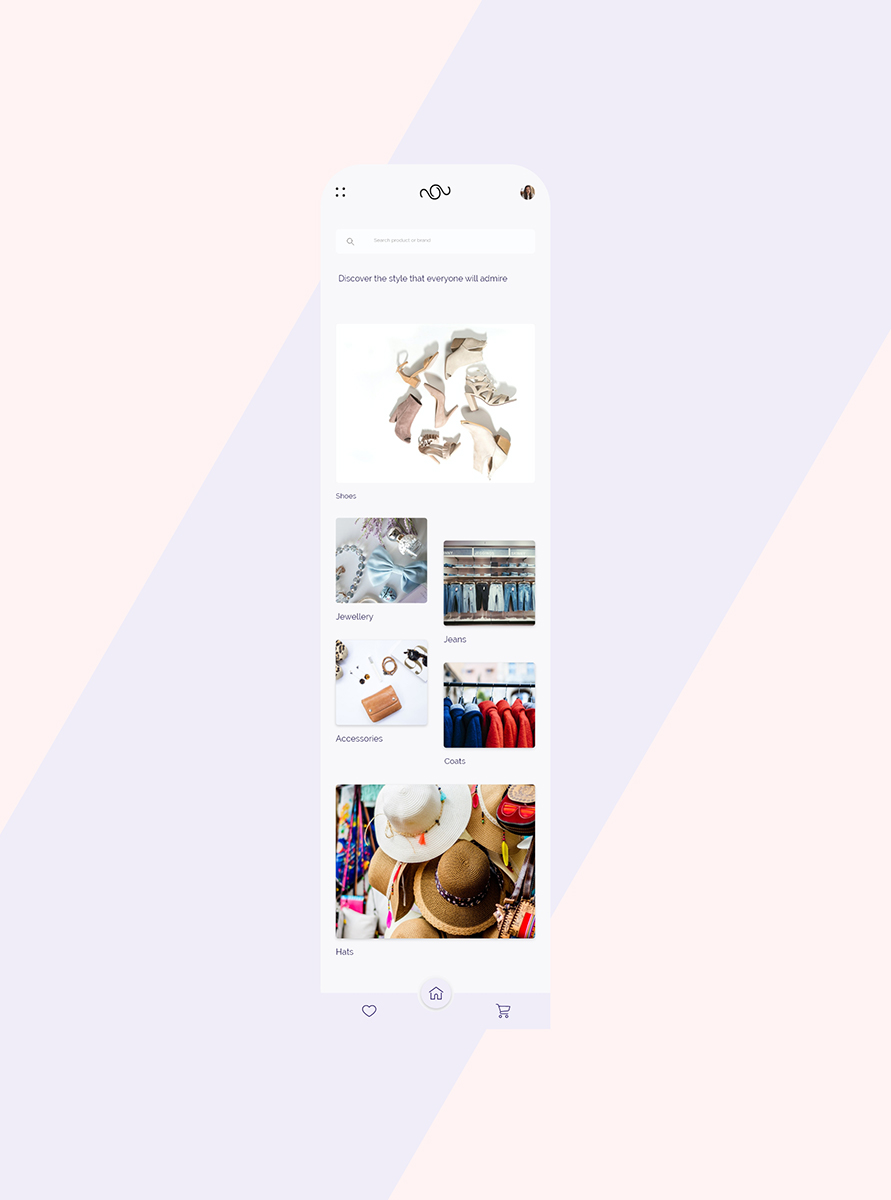 Search product or brand
Discover the style that everyone will admire
Shoes
Jewellery
Jeans
Accessories
Coats
Hats